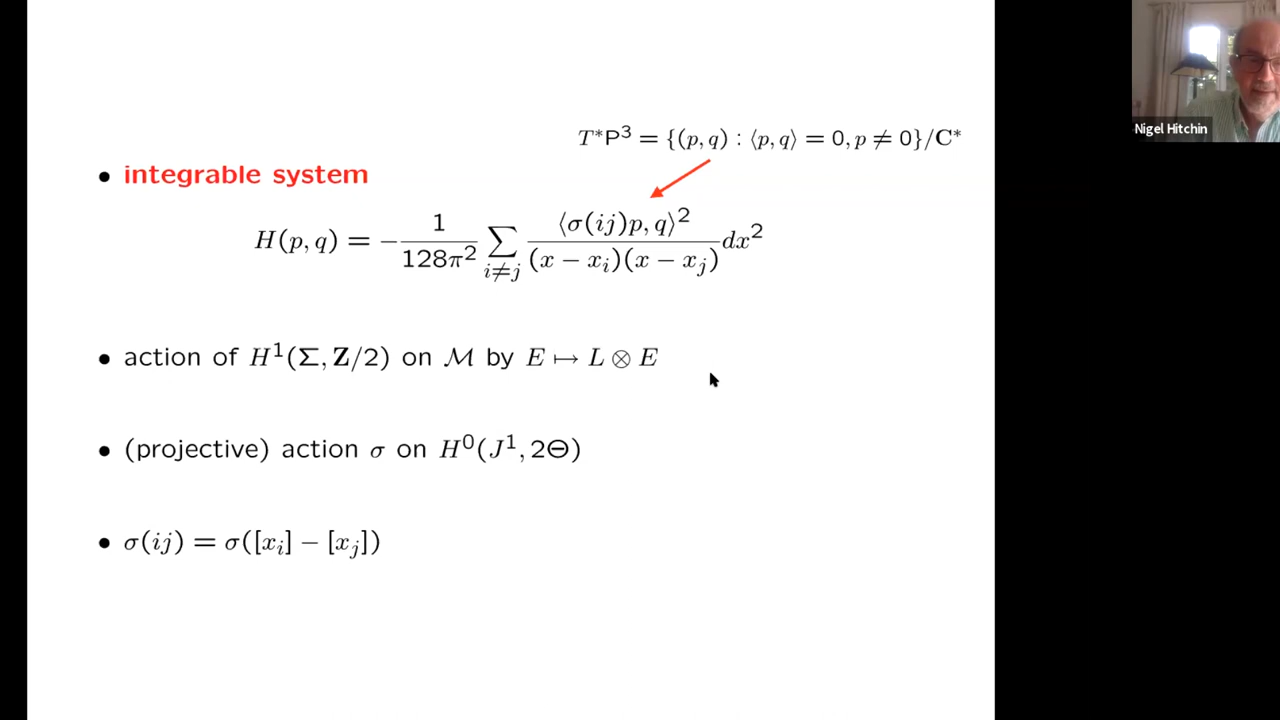 T*P³ = {(p, q) : ⟨p, q⟩ = 0, p ≠ 0}/C*
Nigel Hitchin
• integrable system
H(p, q) = −1/(128π²) ∑_{i≠j} ⟨σ(ij)p, q⟩²/((x − x_i)(x − x_j)) dx²
• action of H¹(Σ, Z/2) on ℳ by E ↦ L ⊗ E
• (projective) action σ on H⁰(J¹, 2Θ)
• σ(ij) = σ([x_i] − [x_j])